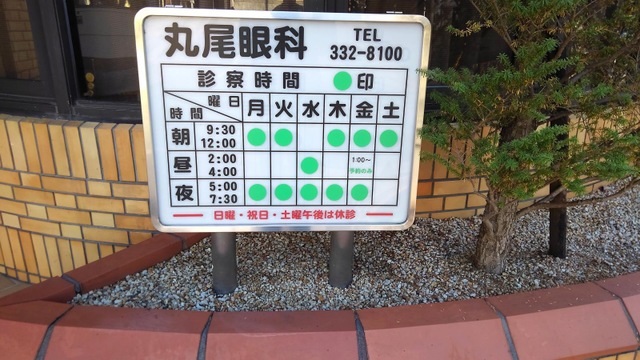 丸尾眼科 TEL 332-8100
診察時間 ●印
曜日 時間 月 火 水 木 金 土
朝 9:30 12:00 ● ● ● ● ●
昼 2:00 4:00 ● 1:00~ 予約のみ
夜 5:00 7:30 ● ● ● ● ●
日曜・祝日・土曜午後は休診